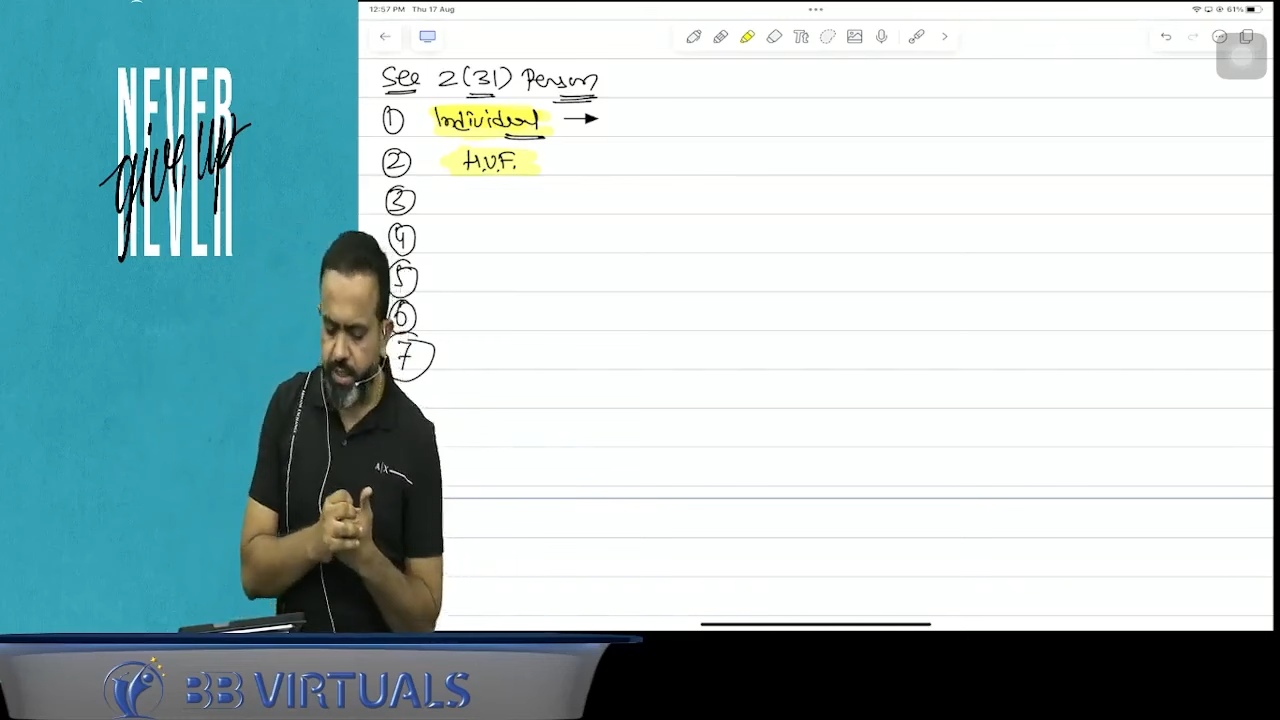 12:57 PM Thu 17 Aug
61%
NEVER
give up
NEVER
See 2(31) Person
1 Individual →
2 H.U.F.
3
4
5
6
7
A|X
BB VIRTUALS